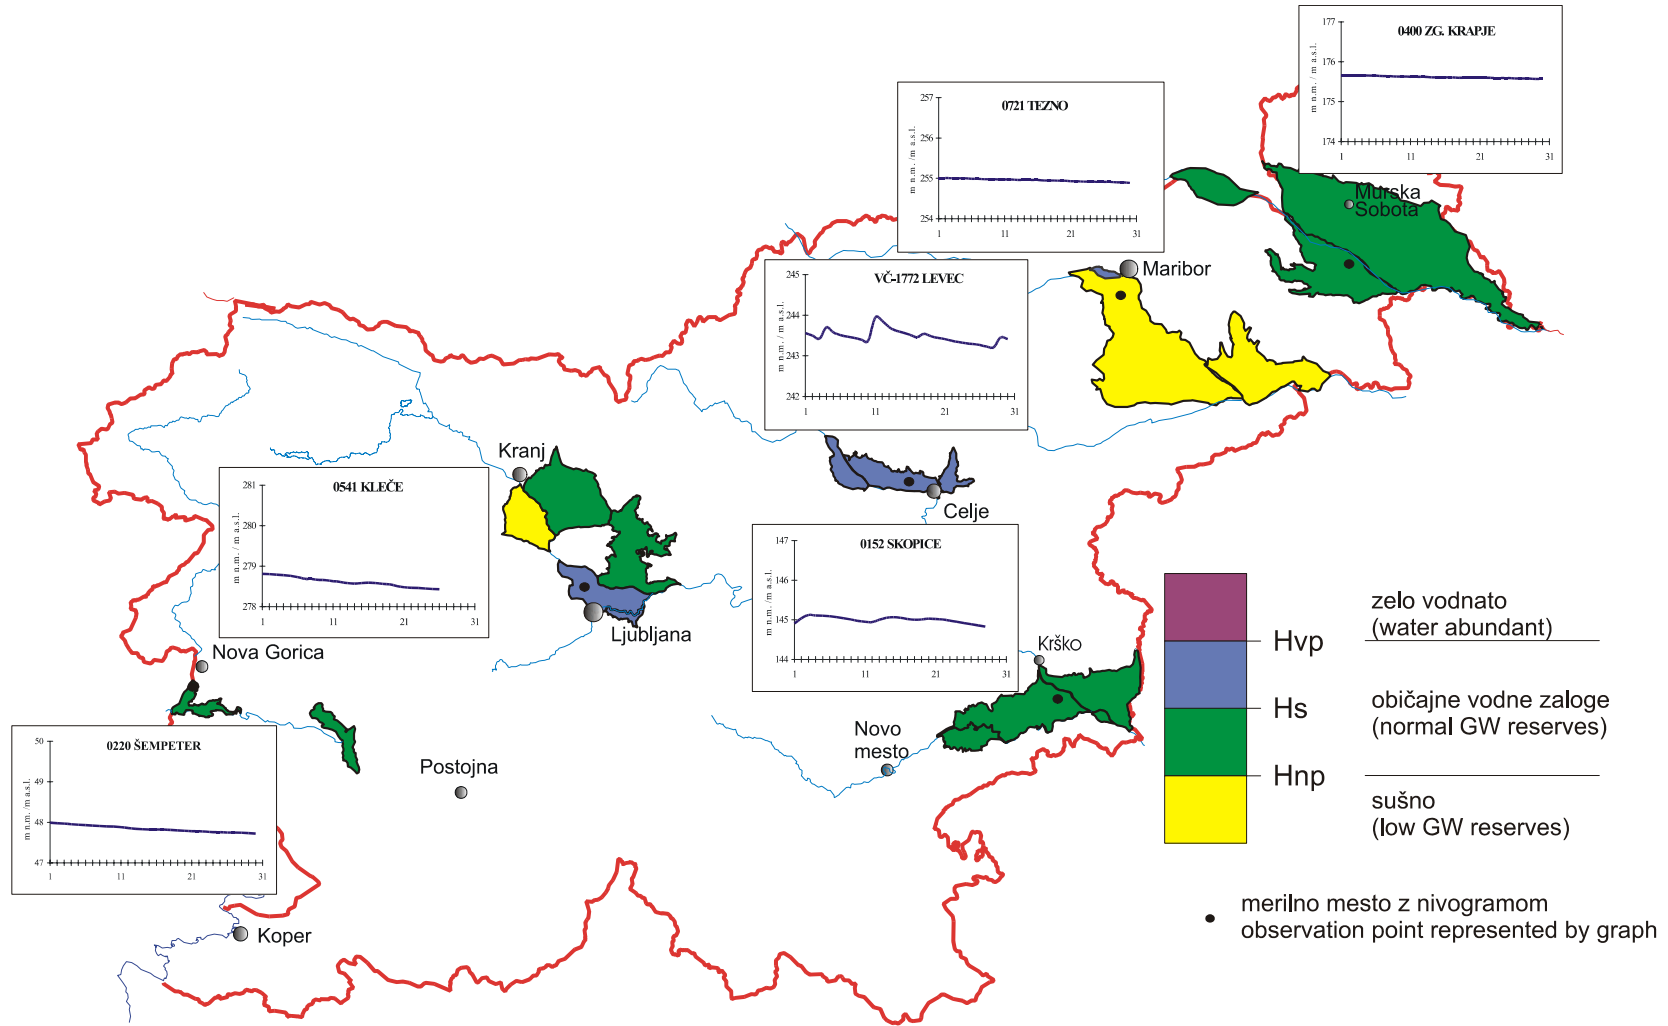 0400 ZG. KRAPJE
m n.m. / m a.s.l.
177
176
175
174
1
11
21
31
0721 TEZNO
m n.m. /m a.s.l.
257
256
255
254
1
11
21
31
Murska
Sobota
Maribor
VČ-1772 LEVEC
m n.m. / m a.s.l.
245
244
243
242
1
11
21
31
Kranj
0541 KLEČE
m n.m. /m a.s.l.
281
280
279
278
1
11
21
31
Celje
0152 SKOPICE
m n.m. /m a.s.l.
147
146
145
144
1
11
21
31
Ljubljana
Nova Gorica
Krško
Novo
mesto
0220 ŠEMPETER
m n.m. /m a.s.l.
50
49
48
47
1
11
21
31
Postojna
Koper
zelo vodnato
(water abundant)
Hvp
Hs
običajne vodne zaloge
(normal GW reserves)
Hnp
sušno
(low GW reserves)
merilno mesto z nivogramom
observation point represented by graph